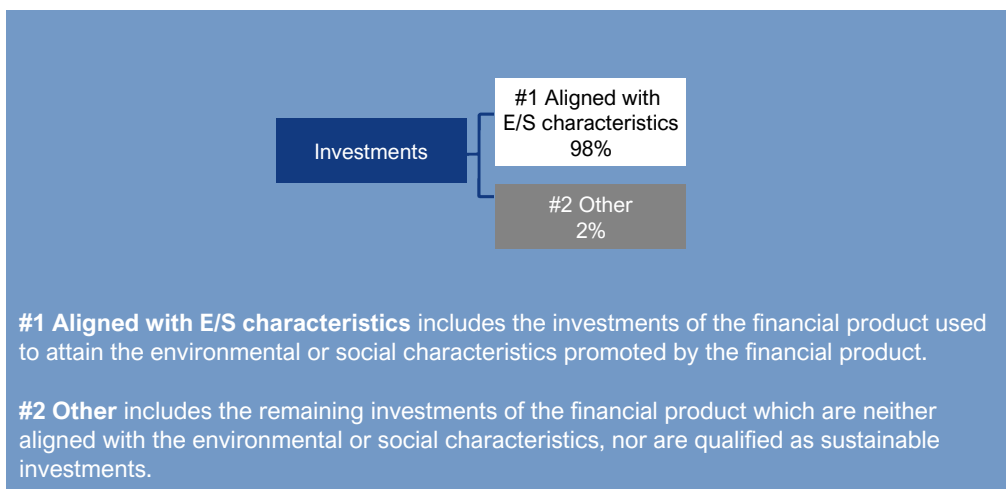 #1 Aligned with
E/S characteristics
98%
Investments
#2 Other
2%
#1 Aligned with E/S characteristics includes the investments of the financial product used
to attain the environmental or social characteristics promoted by the financial product.
#2 Other includes the remaining investments of the financial product which are neither
aligned with the environmental or social characteristics, nor are qualified as sustainable
investments.